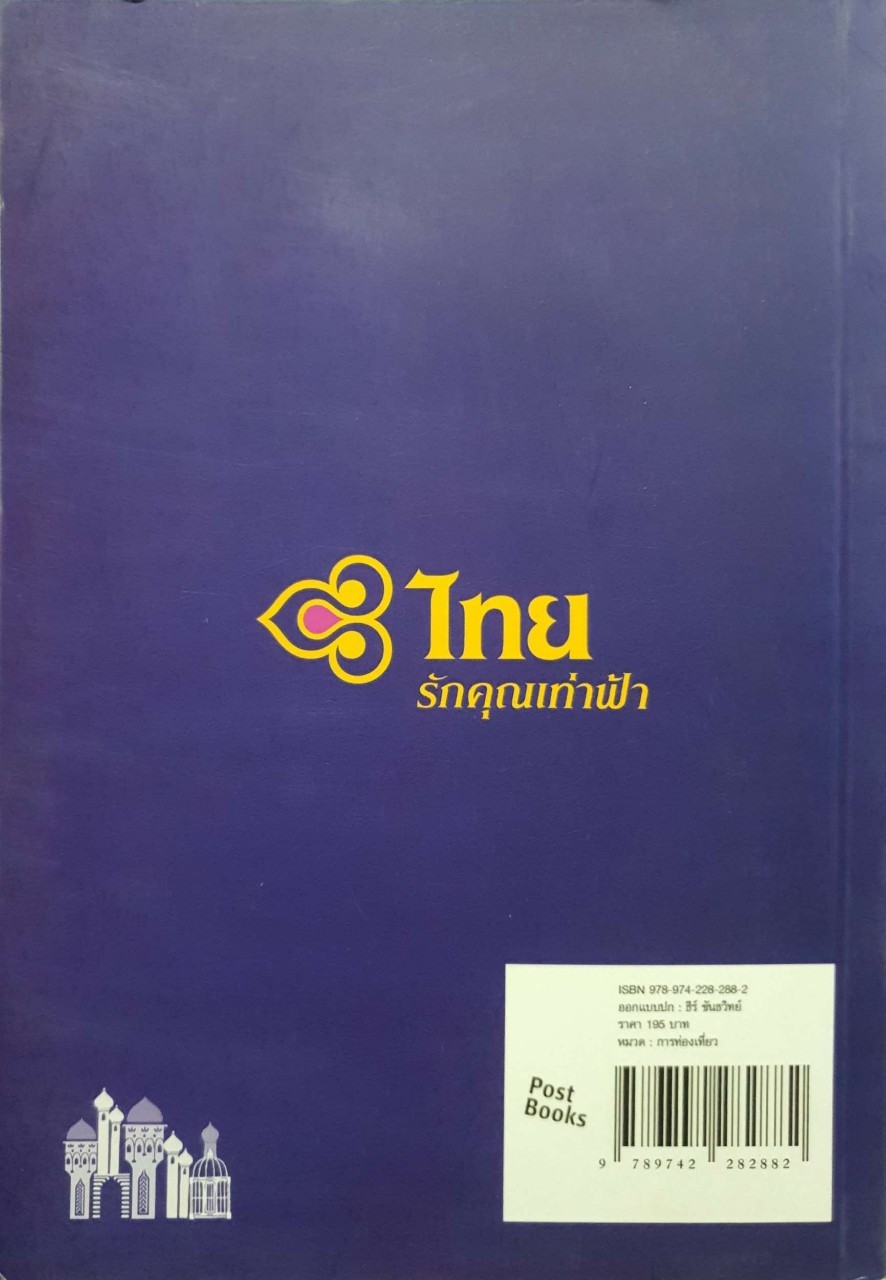 ไทย
รักคุณเท่าฟ้า
ISBN 978-974-228-288-2
ออกแบบปก : ธีร์ ขันธวิทย์
ราคา 195 บาท
หมวด : การท่องเที่ยว
Post
Books
9 789742 282882